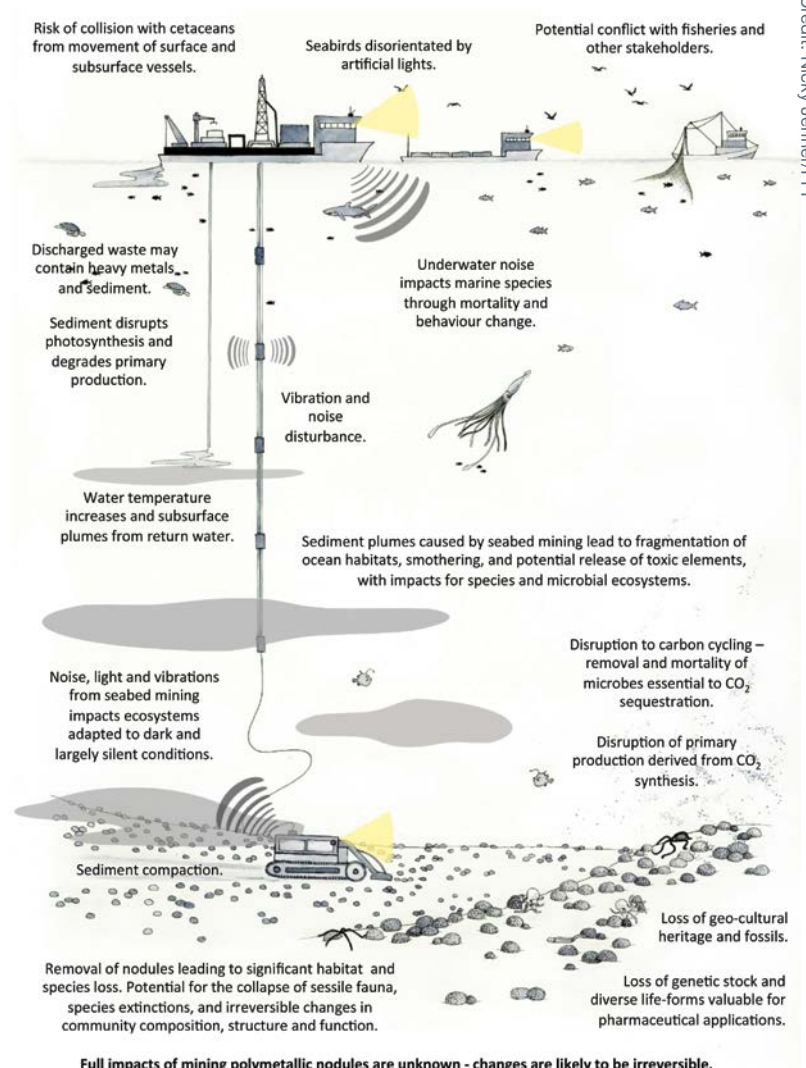 Risk of collision with cetaceans
from movement of surface and
subsurface vessels.
Seabirds disorientated by
artificial lights.
Potential conflict with fisheries and
other stakeholders.
Discharged waste may
contain heavy metals
and sediment.
Sediment disrupts
photosynthesis and
degrades primary
production.
Underwater noise
impacts marine species
through mortality and
behaviour change.
Vibration and
noise
disturbance.
Water temperature
increases and subsurface
plumes from return water.
Sediment plumes caused by seabed mining lead to fragmentation of
ocean habitats, smothering, and potential release of toxic elements,
with impacts for species and microbial ecosystems.
Noise, light and vibrations
from seabed mining
impacts ecosystems
adapted to dark and
largely silent conditions.
Disruption to carbon cycling –
removal and mortality of
microbes essential to CO₂
sequestration.
Disruption of primary
production derived from CO₂
synthesis.
Sediment compaction.
Loss of geo-cultural
heritage and fossils.
Removal of nodules leading to significant habitat and
species loss. Potential for the collapse of sessile fauna,
species extinctions, and irreversible changes in
community composition, structure and function.
Loss of genetic stock and
diverse life-forms valuable for
pharmaceutical applications.
Full impacts of mining polymetallic nodules are unknown - changes are likely to be irreversible.